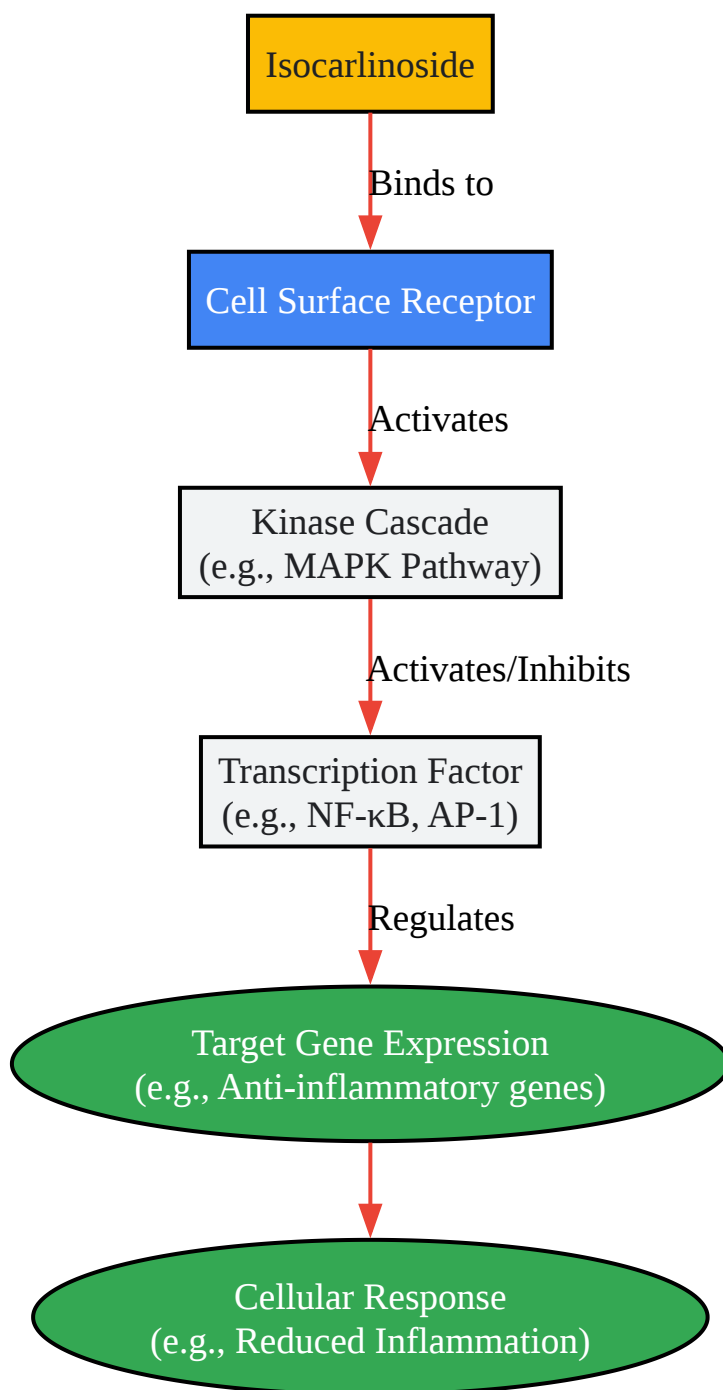 Isocarlinoside
Binds to
Cell Surface Receptor
Activates
Kinase Cascade
(e.g., MAPK Pathway)
Activates/Inhibits
Transcription Factor
(e.g., NF-κB, AP-1)
Regulates
Target Gene Expression
(e.g., Anti-inflammatory genes)
Cellular Response
(e.g., Reduced Inflammation)